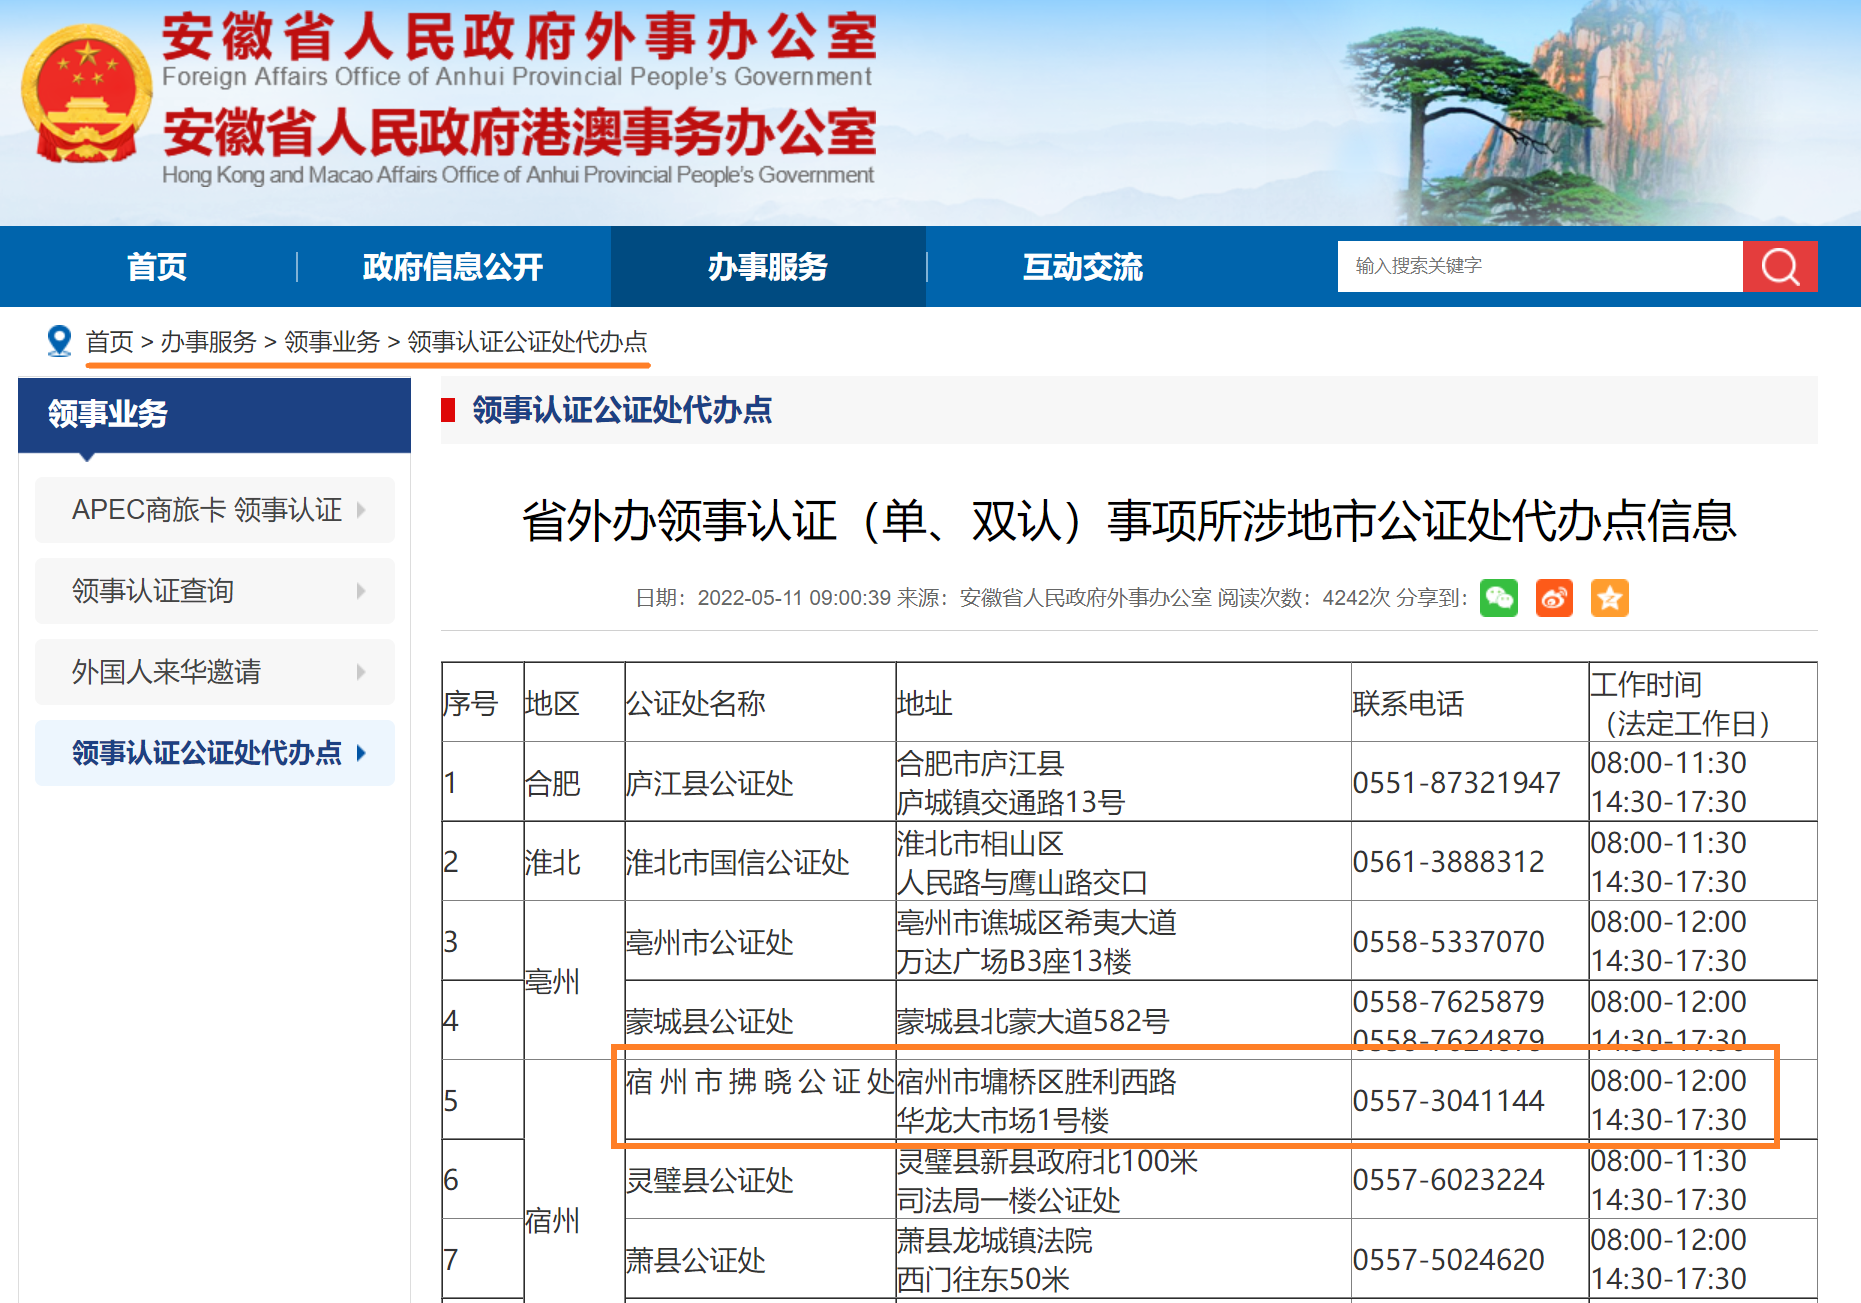 安徽省人民政府外事办公室
Foreign Affairs Office of Anhui Provincial People's Government
安徽省人民政府港澳事务办公室
Hong Kong and Macao Affairs Office of Anhui Provincial People's Government
首页 政府信息公开 办事服务 互动交流 输入搜索关键字
首页 > 办事服务 > 领事业务 > 领事认证公证处代办点
领事业务
APEC商旅卡 领事认证
领事认证查询
外国人来华邀请
领事认证公证处代办点
领事认证公证处代办点
省外办领事认证（单、双认）事项所涉地市公证处代办点信息
日期：2022-05-11 09:00:39 来源：安徽省人民政府外事办公室 阅读次数：4242次 分享到：
序号 地区 公证处名称 地址 联系电话 工作时间
（法定工作日）
1 合肥 庐江县公证处 合肥市庐江县 0551-87321947 08:00-11:30
庐城镇交通路13号 14:30-17:30
2 淮北 淮北市国信公证处 淮北市相山区 0561-3888312 08:00-11:30
人民路与鹰山路交口 14:30-17:30
3 亳州 亳州市公证处 亳州市谯城区希夷大道 0558-5337070 08:00-12:00
万达广场B3座13楼 14:30-17:30
4 蒙城县公证处 蒙城县北蒙大道582号 0558-7625879 08:00-12:00
0558-7624879 14:30-17:30
5 宿州 宿州市拂晓公证处 宿州市墉桥区胜利西路 0557-3041144 08:00-12:00
华龙大市场1号楼 14:30-17:30
6 灵璧县公证处 灵璧县新县政府北100米 0557-6023224 08:00-11:30
司法局一楼公证处 14:30-17:30
7 萧县公证处 萧县龙城镇法院 0557-5024620 08:00-12:00
西门往东50米 14:30-17:30